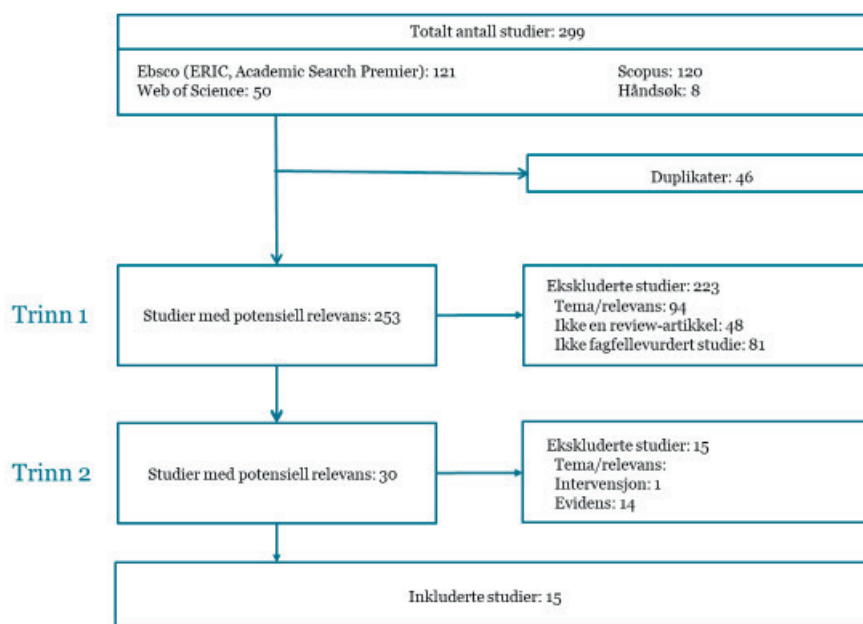 Totalt antall studier: 299
Ebsco (ERIC, Academic Search Premier): 121
Scopus: 120
Web of Science: 50
Håndsøk: 8
Duplikater: 46
Trinn 1
Studier med potensiell relevans: 253
Ekskluderte studier: 223
Tema/relevans: 94
Ikke en review-artikkel: 48
Ikke fagfellevurdert studie: 81
Trinn 2
Studier med potensiell relevans: 30
Ekskluderte studier: 15
Tema/relevans:
Intervensjon: 1
Evidens: 14
Inkluderte studier: 15